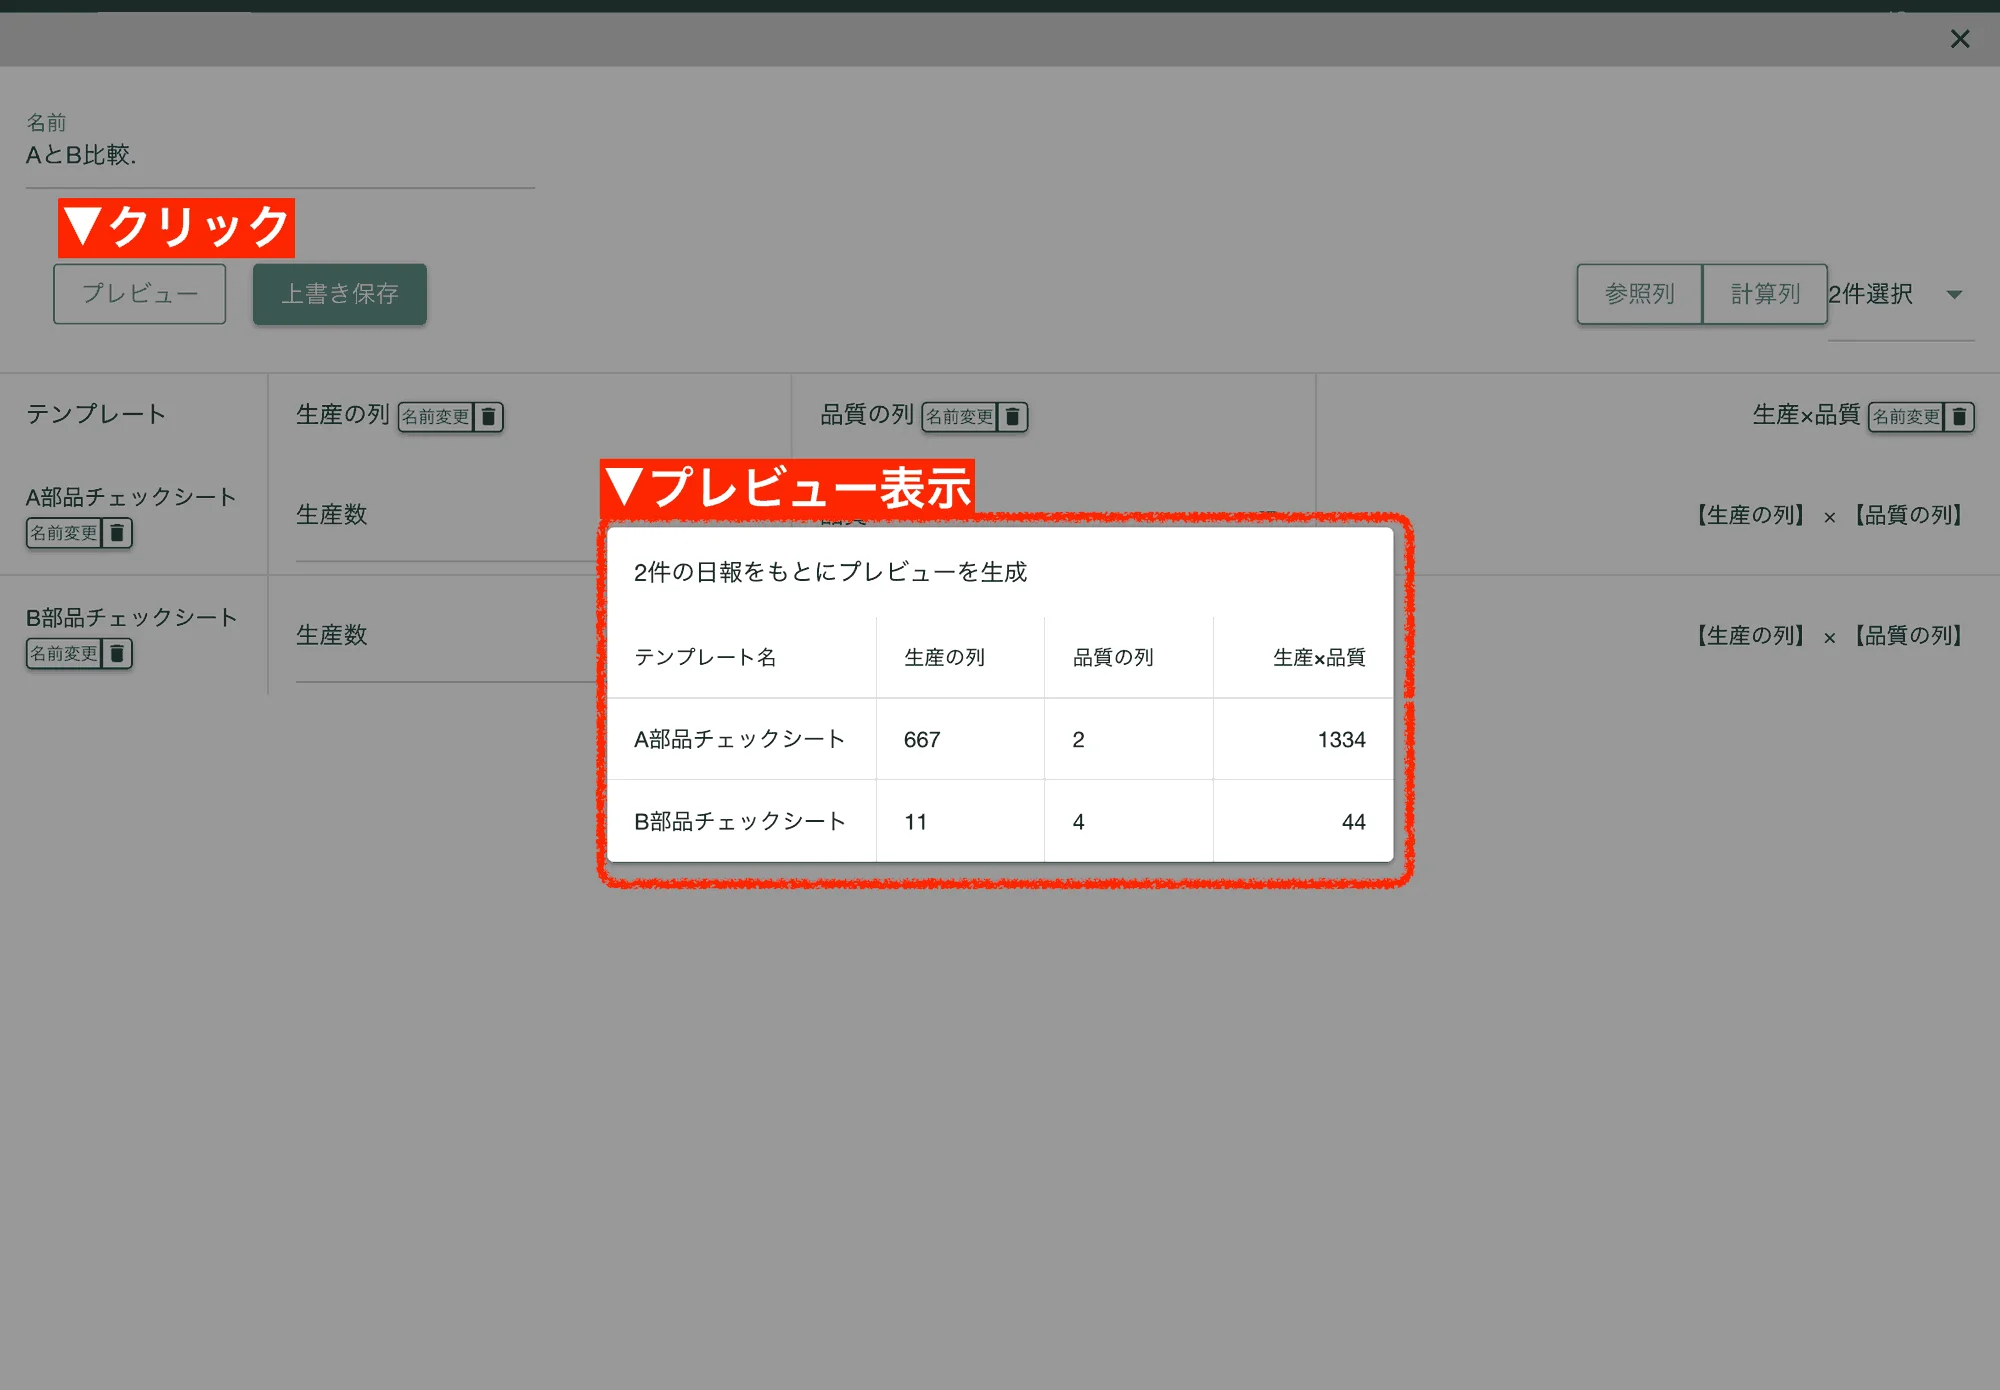 名前
AとB比較.
▼クリック
プレビュー 上書き保存 参照列 計算列 2件選択
テンプレート 生産の列 名前変更 品質の列 名前変更 生産×品質 名前変更
▼プレビュー表示
A部品チェックシート 生産数 【生産の列】 × 【品質の列】
名前変更
B部品チェックシート 生産数 【生産の列】 × 【品質の列】
名前変更
2件の日報をもとにプレビューを生成
テンプレート名 生産の列 品質の列 生産×品質
A部品チェックシート 667 2 1334
B部品チェックシート 11 4 44